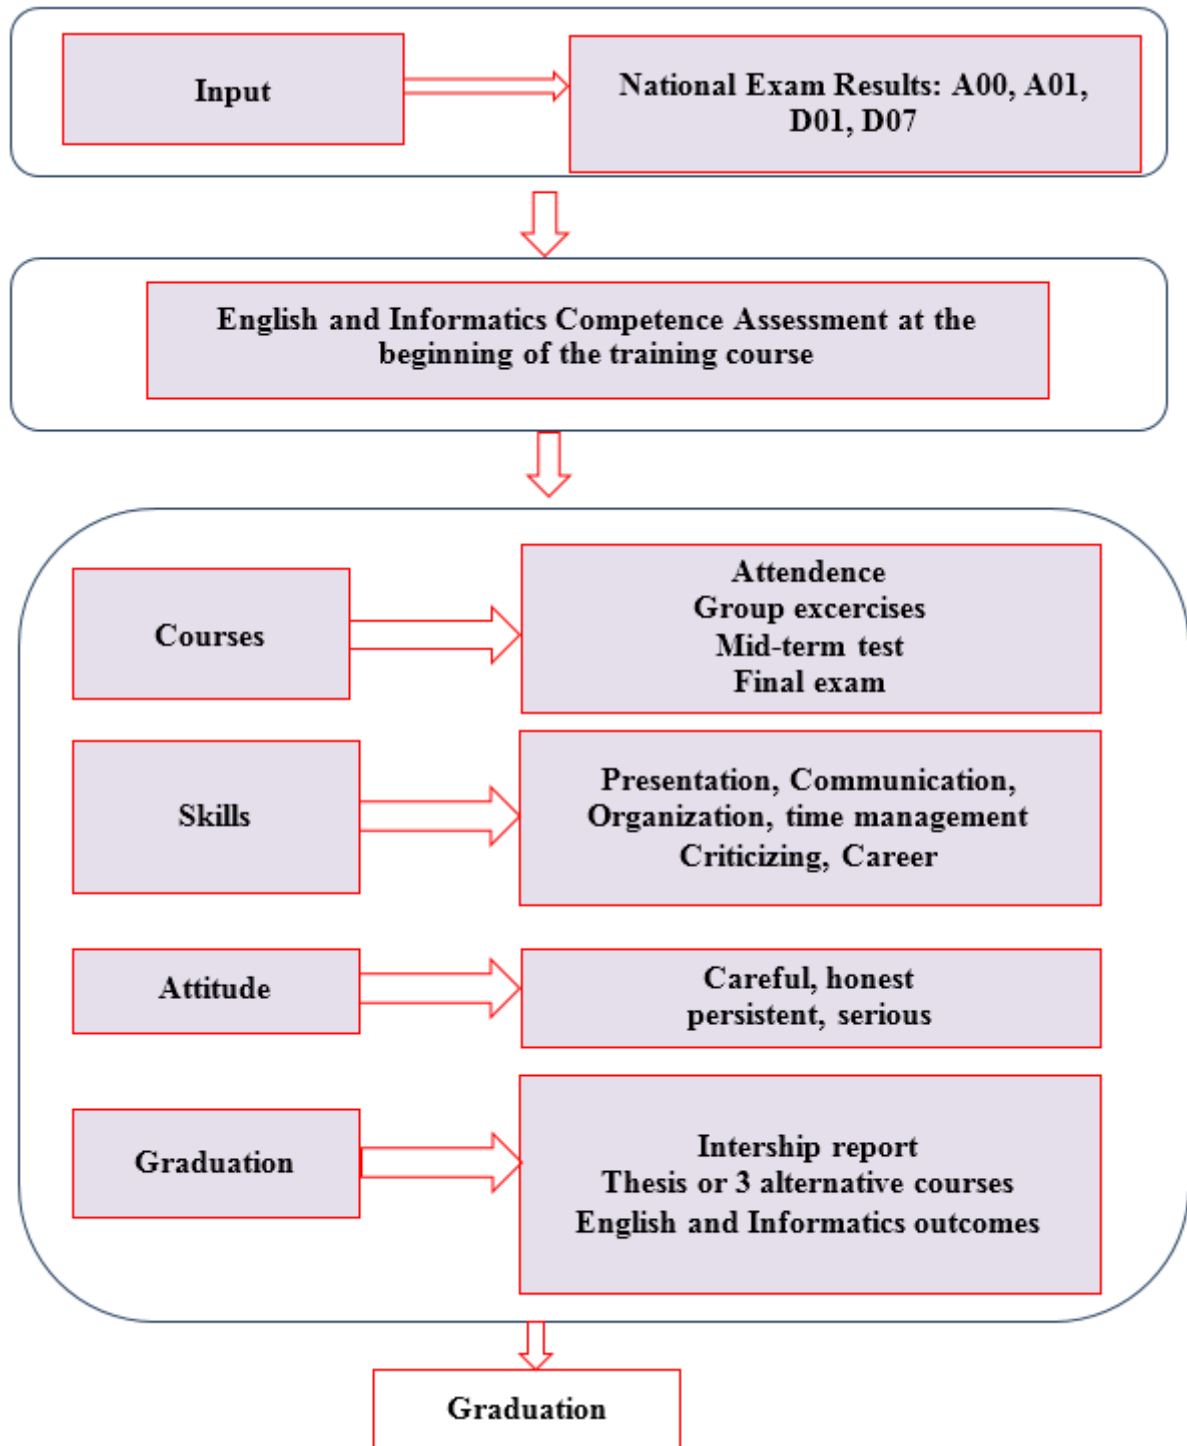 Input
National Exam Results: A00, A01,
D01, D07
English and Informatics Competence Assessment at the
beginning of the training course
Courses
Attendence
Group excercises
Mid-term test
Final exam
Skills
Presentation, Communication,
Organization, time management
Criticizing, Career
Attitude
Careful, honest
persistent, serious
Graduation
Intership report
Thesis or 3 alternative courses
English and Informatics outcomes
Graduation